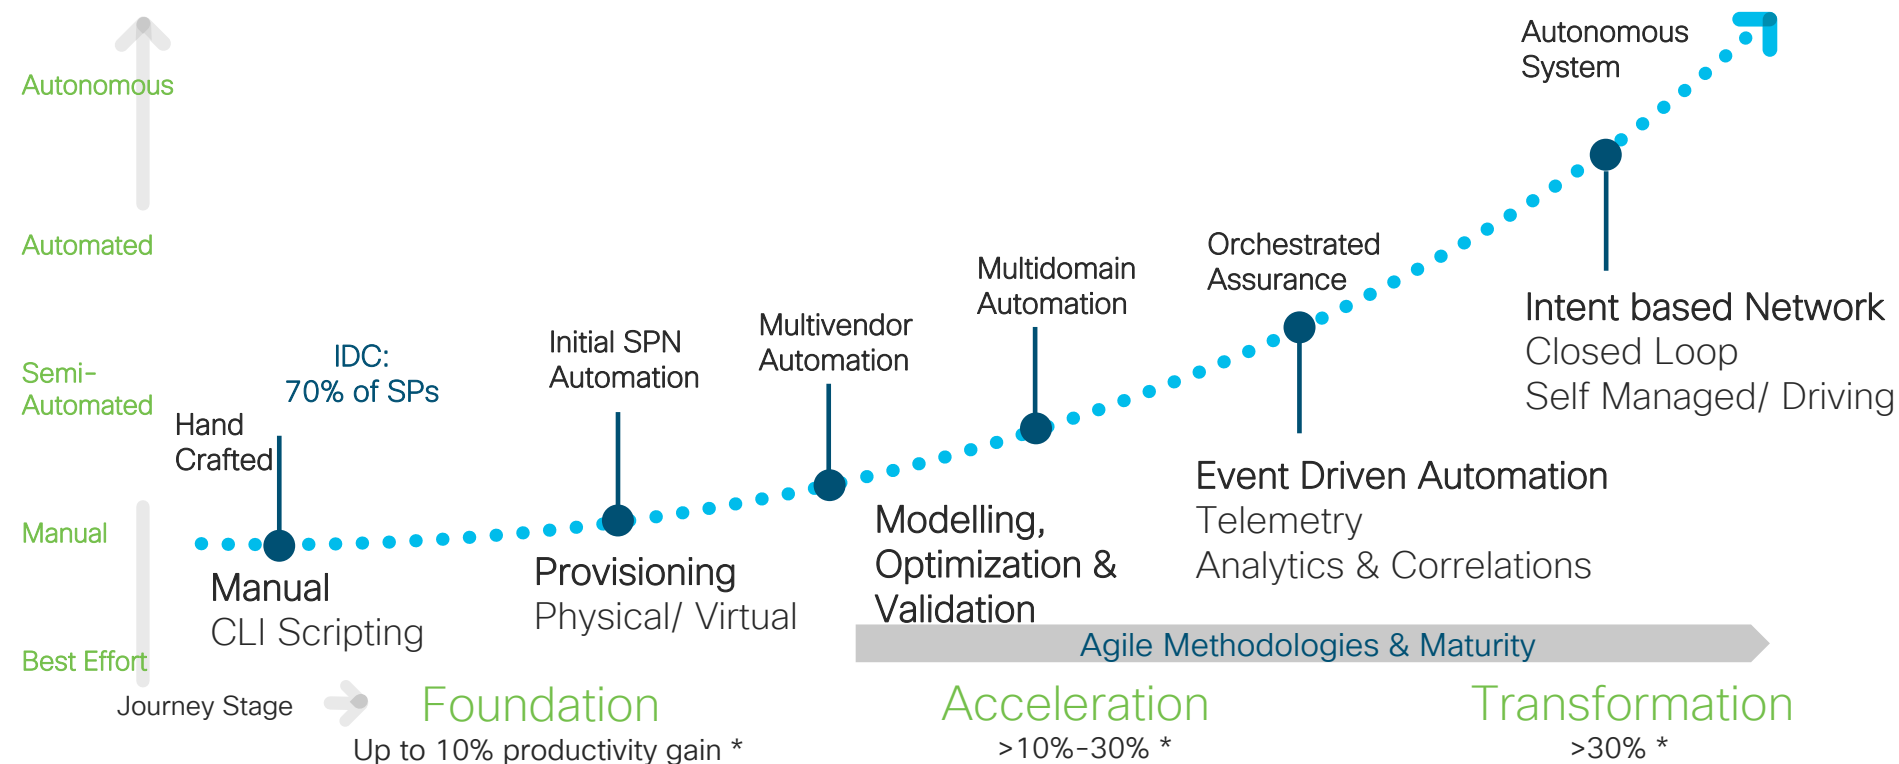 Autonomous
Automated
Semi-
Automated
Manual
Best Effort
Hand
Crafted
IDC:
70% of SPs
Initial SPN
Automation
Multivendor
Automation
Multidomain
Automation
Orchestrated
Assurance
Autonomous
System
Manual
CLI Scripting
Provisioning
Physical/ Virtual
Modelling,
Optimization &
Validation
Event Driven Automation
Telemetry
Analytics & Correlations
Intent based Network
Closed Loop
Self Managed/ Driving
Agile Methodologies & Maturity
Journey Stage
Foundation
Up to 10% productivity gain *
Acceleration
>10%-30% *
Transformation
>30% *